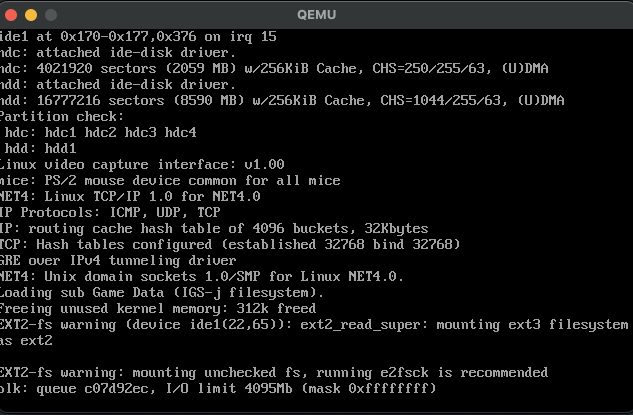 QEMU
ide1 at 0x170-0x177,0x376 on irq 15
hdc: attached ide-disk driver.
hdc: 4021920 sectors (2059 MB) w/256KiB Cache, CHS=250/255/63, (U)DMA
hdd: attached ide-disk driver.
hdd: 16777216 sectors (8590 MB) w/256KiB Cache, CHS=1044/255/63, (U)DMA
Partition check:
hdc: hdc1 hdc2 hdc3 hdc4
hdd: hdd1
Linux video capture interface: v1.00
mice: PS/2 mouse device common for all mice
NET4: Linux TCP/IP 1.0 for NET4.0
IP Protocols: ICMP, UDP, TCP
IP: routing cache hash table of 4096 buckets, 32Kbytes
TCP: Hash tables configured (established 32768 bind 32768)
GRE over IPv4 tunneling driver
NET4: Unix domain sockets 1.0/SMP for Linux NET4.0.
Loading sub Game Data (IGS-j filesystem).
Freeing unused kernel memory: 312k freed
EXT2-fs warning (device ide1(22,65)): ext2_read_super: mounting ext3 filesystem
as ext2
EXT2-fs warning: mounting unchecked fs, running e2fsck is recommended
blk: queue c07d92ec, I/O limit 4095Mb (mask 0xffffffff)